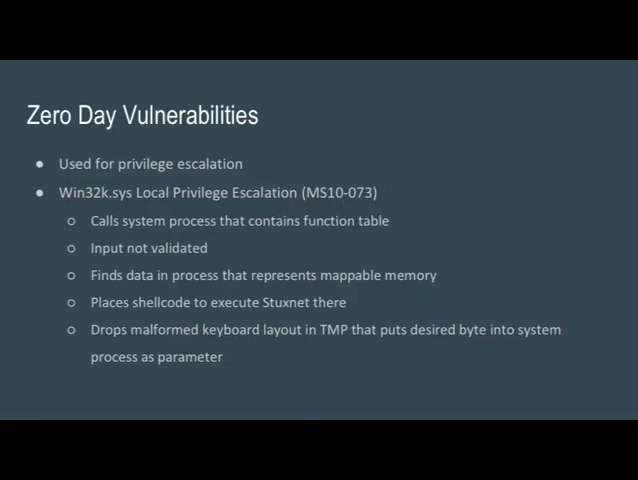 Zero Day Vulnerabilities
● Used for privilege escalation
● Win32k.sys Local Privilege Escalation (MS10-073)
○ Calls system process that contains function table
○ Input not validated
○ Finds data in process that represents mappable memory
○ Places shellcode to execute Stuxnet there
○ Drops malformed keyboard layout in TMP that puts desired byte into system
process as parameter